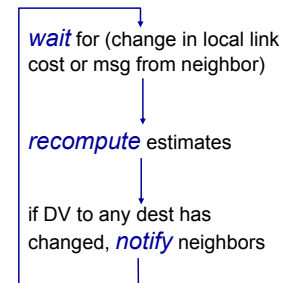 wait for (change in local link
cost or msg from neighbor)
recompute estimates
if DV to any dest has
changed, notify neighbors